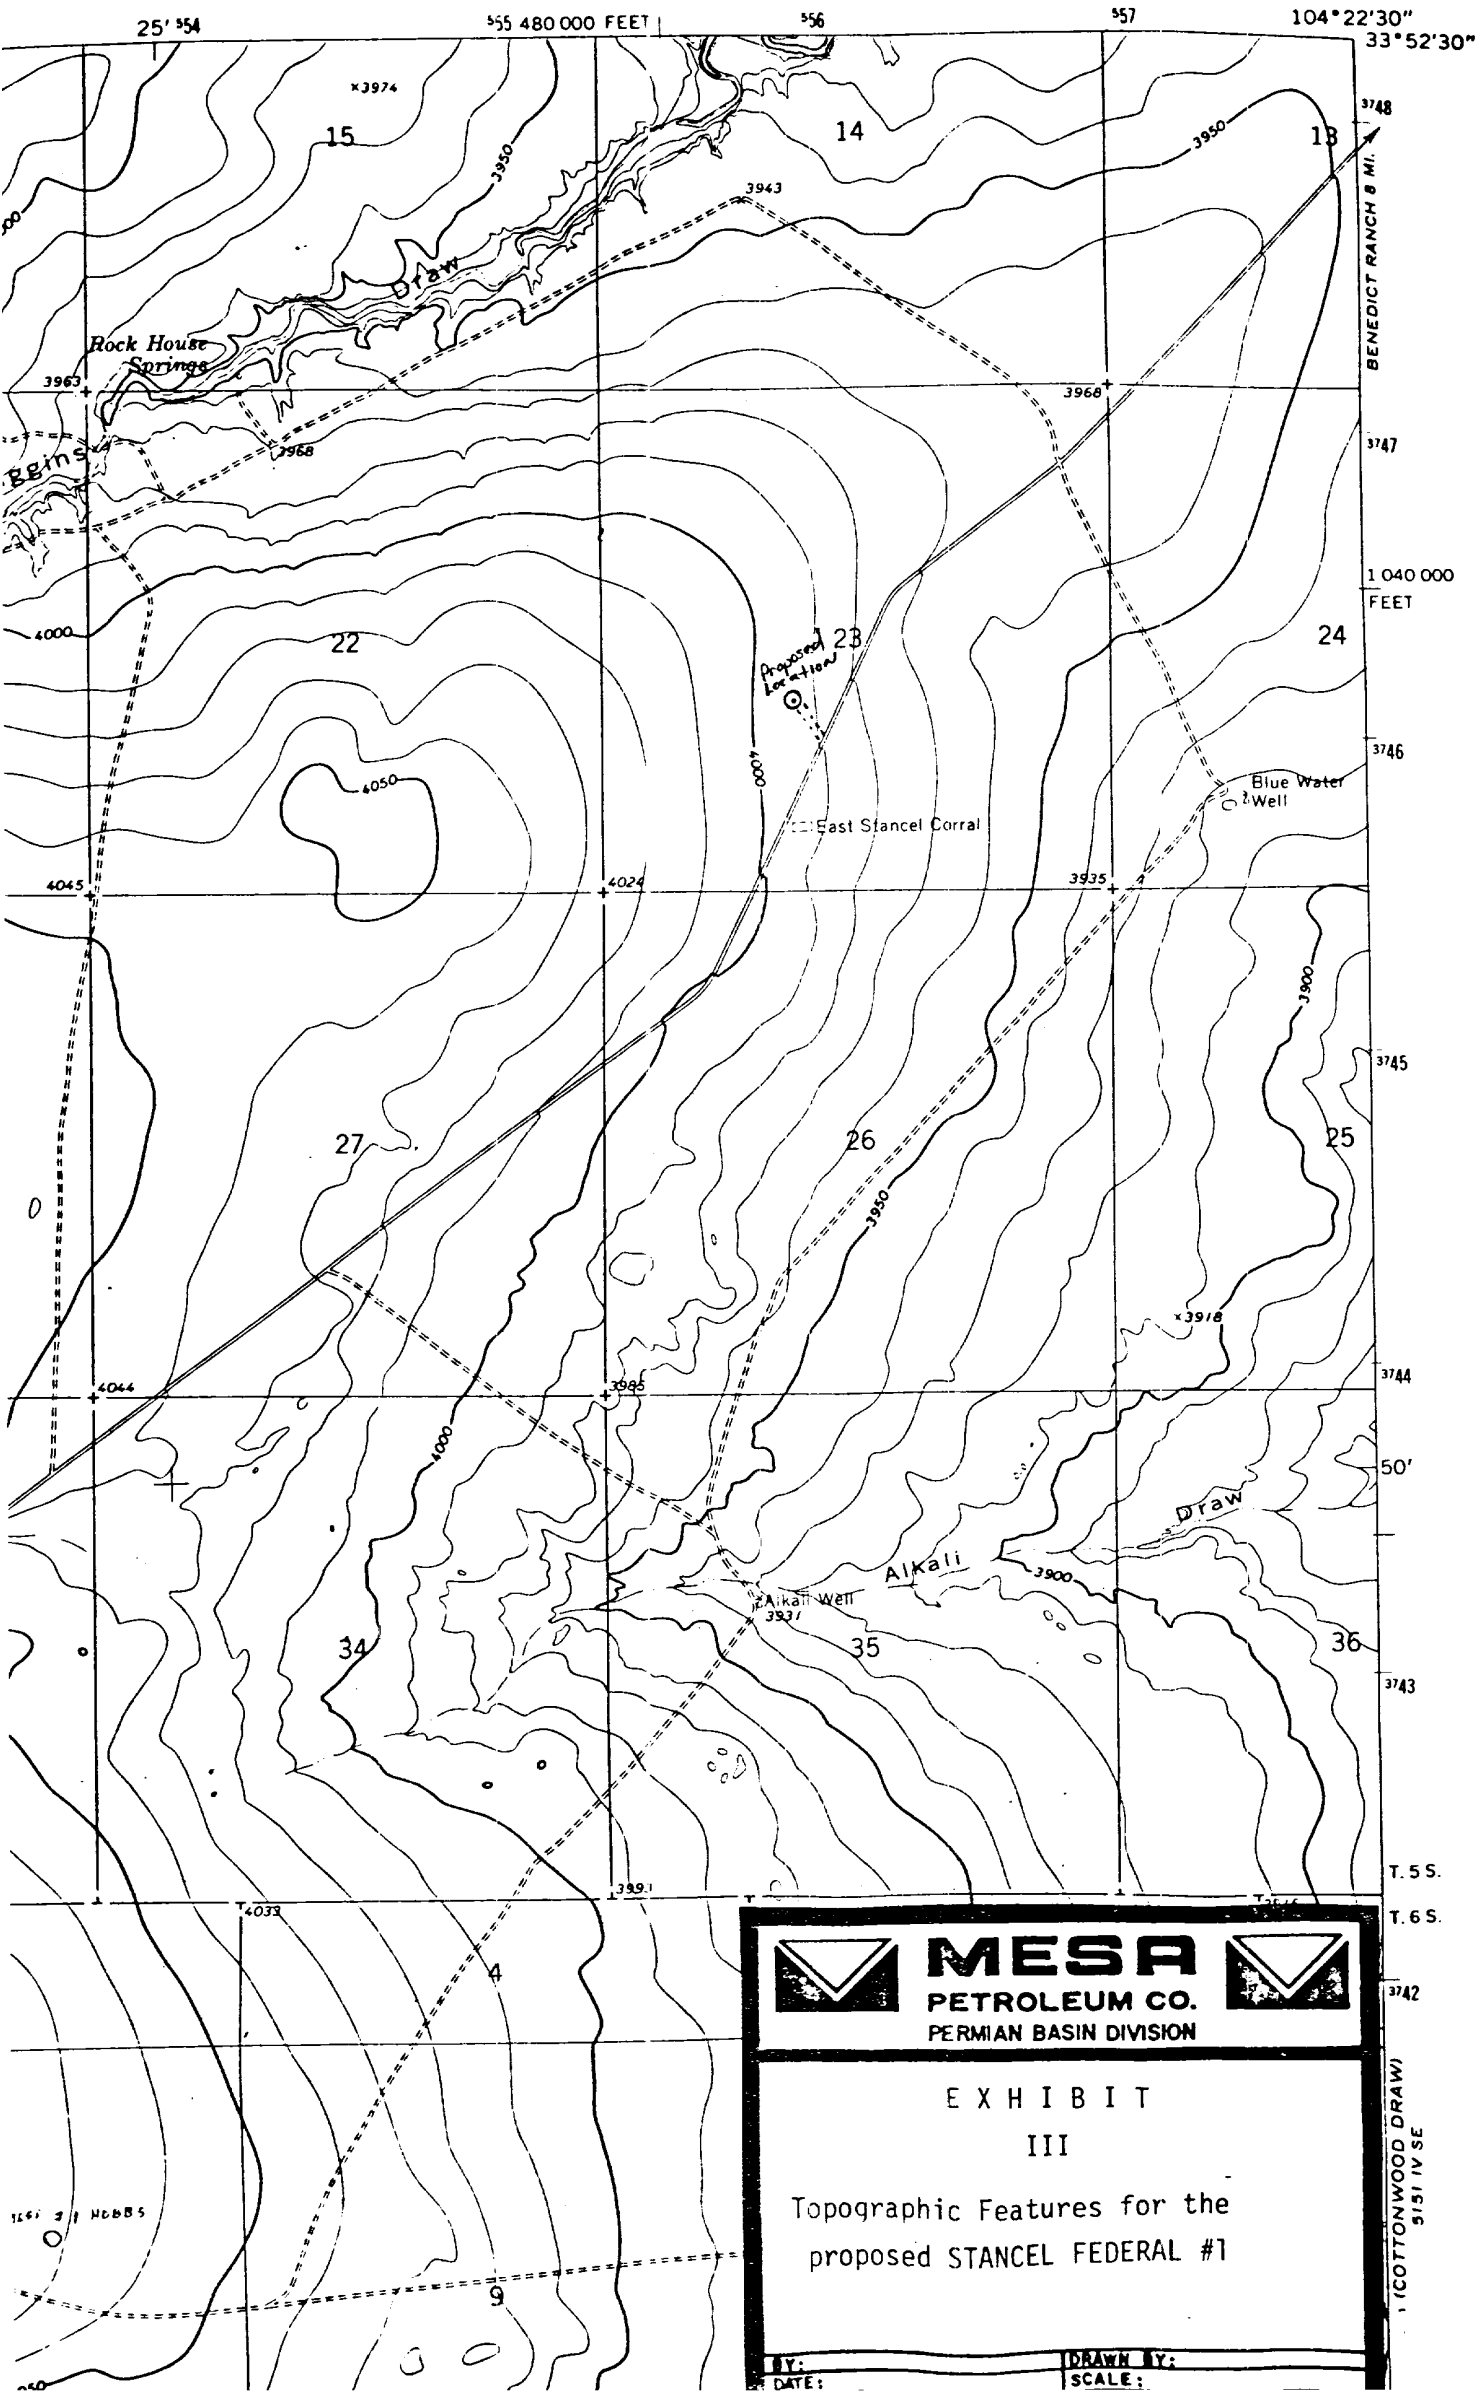 25' 554
555 480 000 FEET
556
557
104°22'30"
33°52'30"
×3974
15
14
13
3748
3950
3950
BENEDICT RANCH 8 MI.
3943
Draw
Rock House
Springs
3963
3968
3747
3968
ggins
1 040 000
FEET
4000
22
23
24
Proposed
Location
3746
4000
4050
Blue Water
Well
East Stancel Corral
4045
4024
3935
3900
3745
27
26
25
3950
×3918
4044
3985
3744
4000
50'
Draw
Alkali
3900
Alkali Well
3931
34
35
36
3743
T. 5 S.
3993
4033
T. 6 S.
4
MESA
PETROLEUM CO.
PERMIAN BASIN DIVISION
3742
EXHIBIT
III
(COTTONWOOD DRAW)
5151 IV SE
Topographic Features for the
proposed STANCEL FEDERAL #1
HOBBS
9
BY:
DRAWN BY:
DATE:
SCALE: